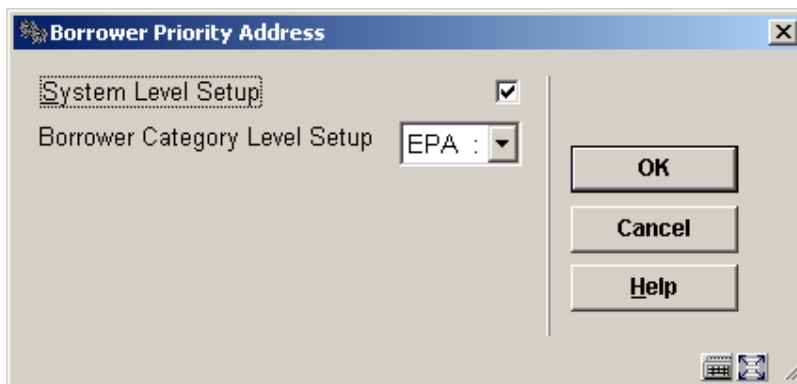 Borrower Priority Address
System Level Setup
Borrower Category Level Setup
EPA :
OK
Cancel
Help